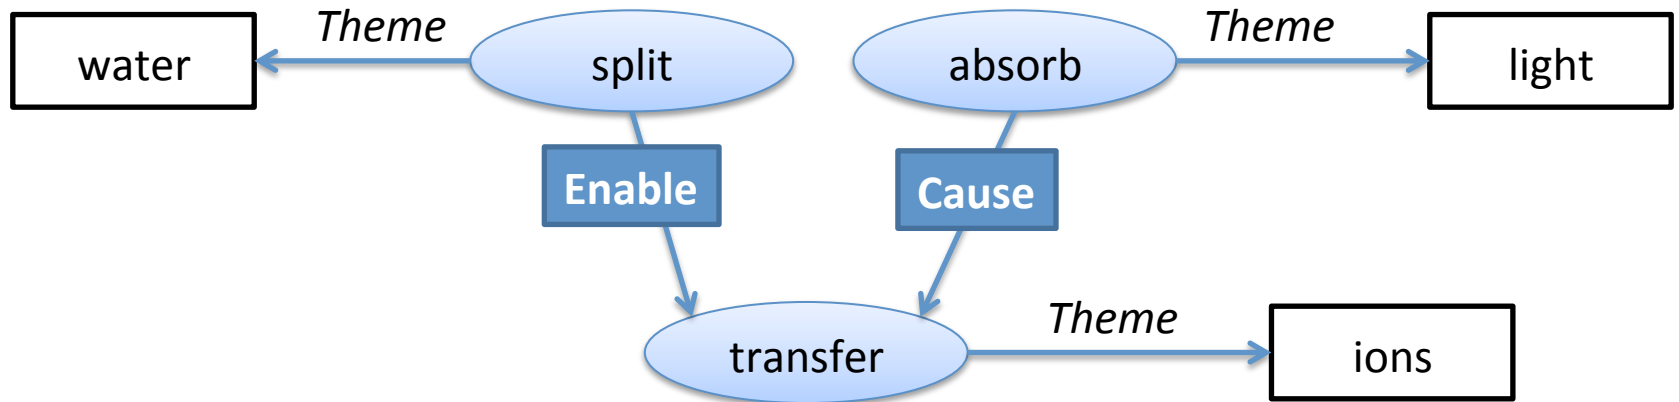 water
Theme
split
absorb
Theme
light
Enable
Cause
transfer
Theme
ions